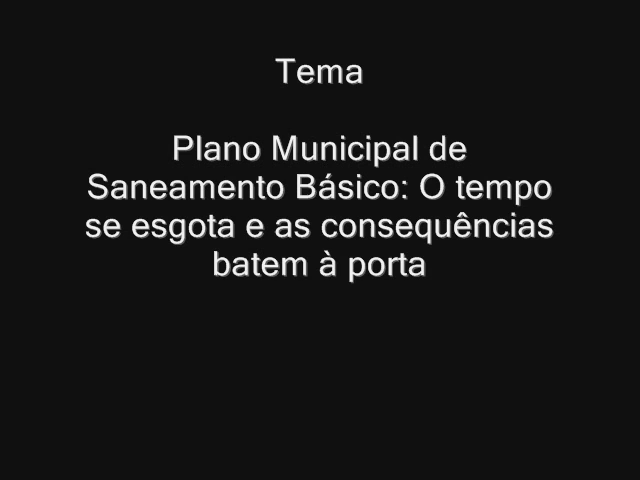 Tema
Plano Municipal de
Saneamento Básico: O tempo
se esgota e as consequências
batem à porta